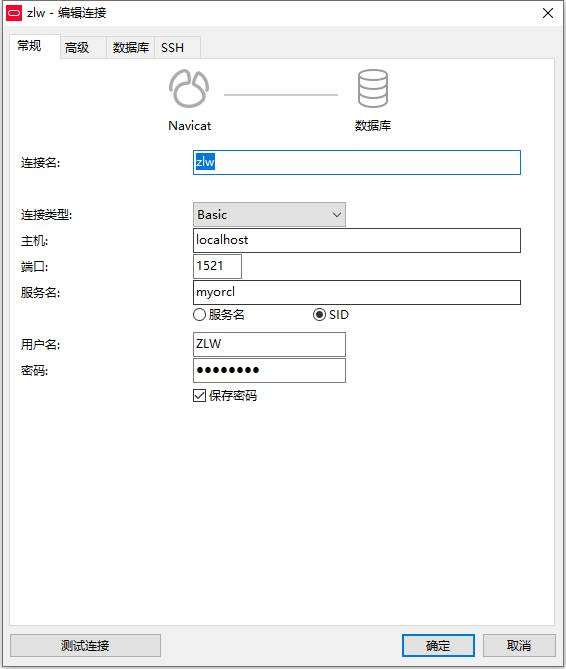 zlw - 编辑连接
常规 高级 数据库 SSH
Navicat 数据库
连接名: zlw
连接类型: Basic
主机: localhost
端口: 1521
服务名: myorcl
服务名 SID
用户名: ZLW
密码: ●●●●●●●●
保存密码
测试连接 确定 取消